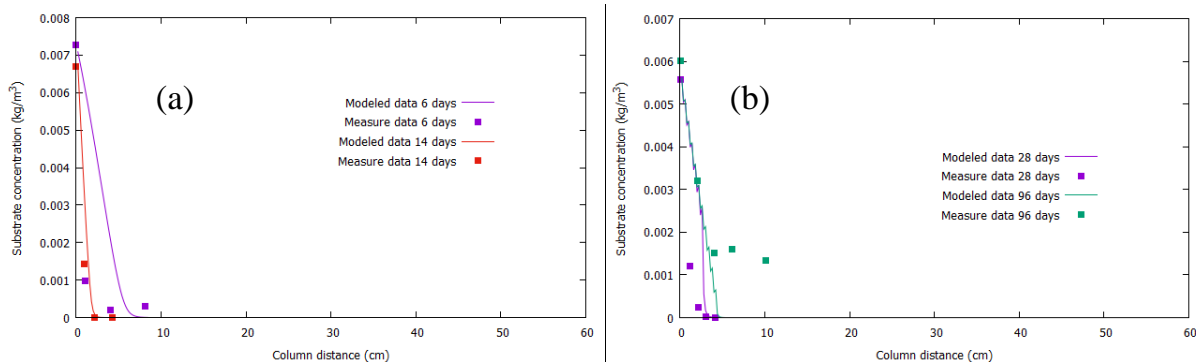 0.008
0.007
0.006
0.005
0.004
0.003
0.002
0.001
0
0 10 20 30 40 50 60
Substrate concentration (kg/m³)
Column distance (cm)
(a)
Modeled data 6 days
Measure data 6 days
Modeled data 14 days
Measure data 14 days
0.007
0.006
0.005
0.004
0.003
0.002
0.001
0
0 10 20 30 40 50 60
Substrate concentration (kg/m³)
Column distance (cm)
(b)
Modeled data 28 days
Measure data 28 days
Modeled data 96 days
Measure data 96 days